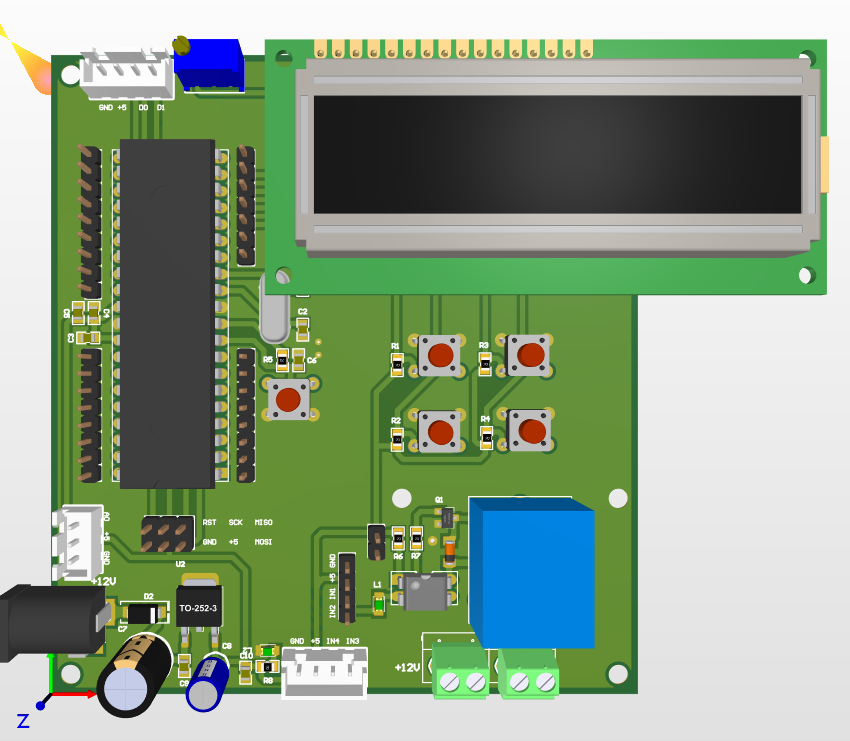 GND +5 D0 D1
C2
C3
R5 C6
R1
R3
R2
R4
Q1
+5
GND
RST SCK MISO
GND +5 MOSI
U2
+12V
GND
+5
IN1
IN2
R6 R7
L1
D2
C7
TO-252-3
C8
C9
C10
R8
GND +5 IN4 IN3
+12V
Z